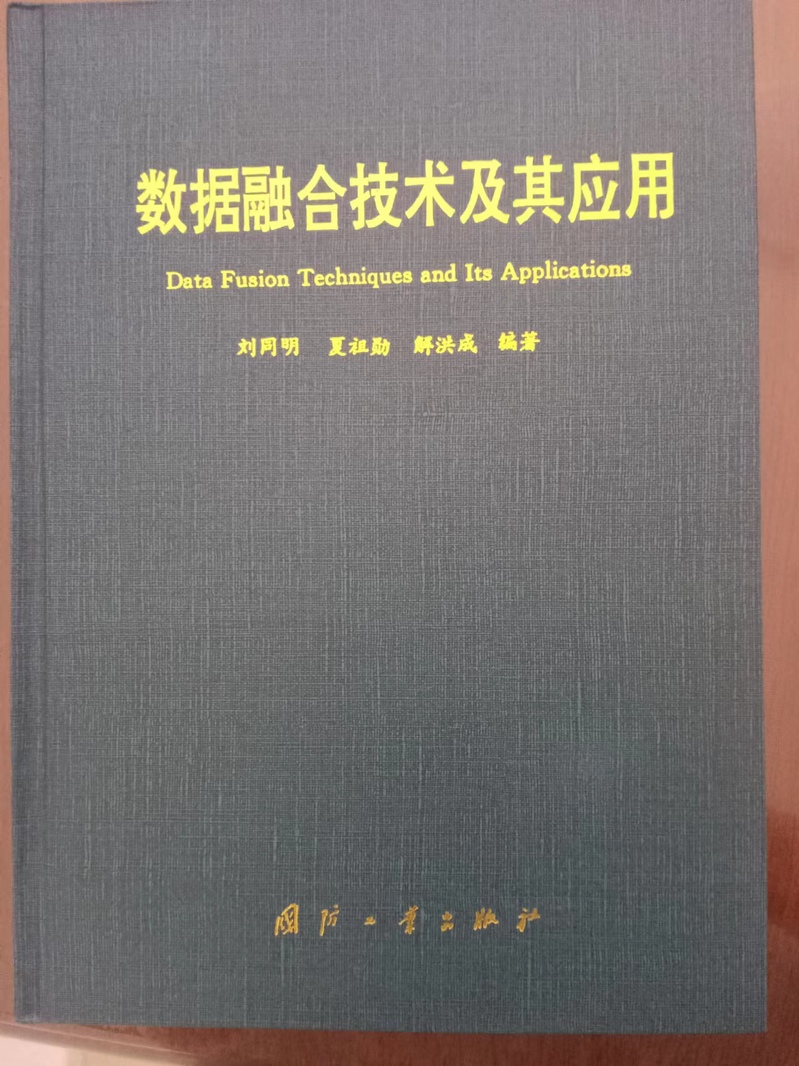 数据融合技术及其应用
Data Fusion Techniques and Its Applications
刘同明 夏祖勋 解洪成 编著
国防工业出版社